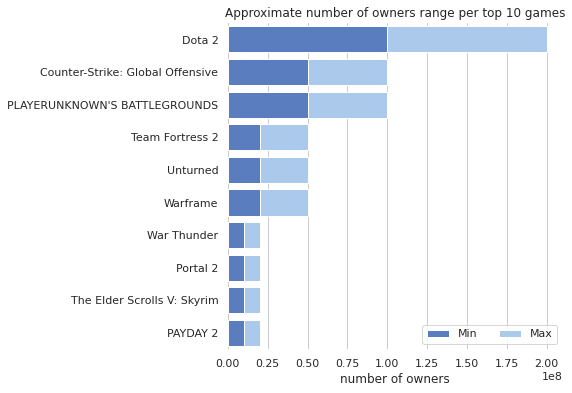 Approximate number of owners range per top 10 games
Dota 2
Counter-Strike: Global Offensive
PLAYERUNKNOWN'S BATTLEGROUNDS
Team Fortress 2
Unturned
Warframe
War Thunder
Portal 2
The Elder Scrolls V: Skyrim
PAYDAY 2
Min Max
0.00 0.25 0.50 0.75 1.00 1.25 1.50 1.75 2.00
1e8
number of owners